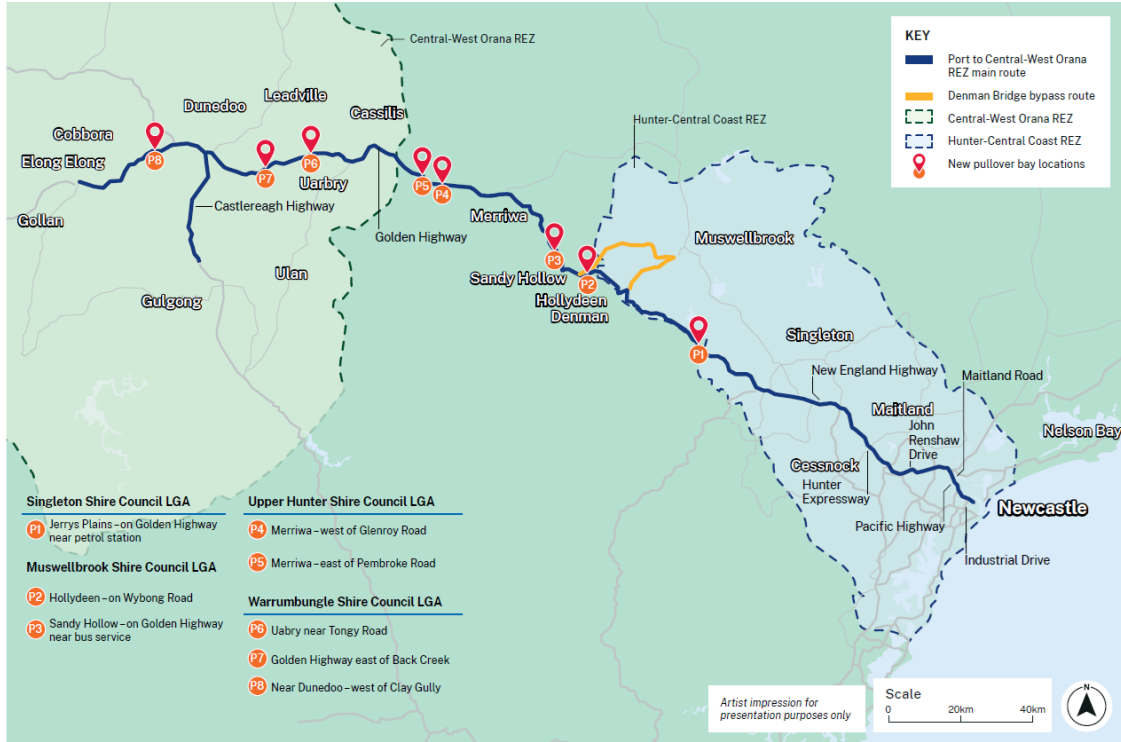 Central-West Orana REZ
KEY
Port to Central-West Orana
REZ main route
Denman Bridge bypass route
Central-West Orana REZ
Hunter-Central Coast REZ
New pullover bay locations
Leadville
Dunedoo
Cassilis
Cobbora
Elong Elong
P8
P7
P6
Uarbry
P5
P4
Hunter-Central Coast REZ
Castlereagh Highway
Gollan
Golden Highway
Merriwa
Muswellbrook
P3
Sandy Hollow
P2
Hollydeen
Denman
Ulan
Gulgong
P1
Singleton
New England Highway
Maitland Road
Maitland
John
Renshaw
Drive
Nelson Bay
Cessnock
Hunter
Expressway
Newcastle
Pacific Highway
Industrial Drive
Singleton Shire Council LGA
P1 Jerrys Plains – on Golden Highway
near petrol station
Muswellbrook Shire Council LGA
P2 Hollydeen – on Wybong Road
P3 Sandy Hollow – on Golden Highway
near bus service
Upper Hunter Shire Council LGA
P4 Merriwa – west of Glenroy Road
P5 Merriwa – east of Pembroke Road
Warrumbungle Shire Council LGA
P6 Uabry near Tongy Road
P7 Golden Highway east of Back Creek
P8 Near Dunedoo – west of Clay Gully
Artist impression for
presentation purposes only
Scale
0 20km 40km
N